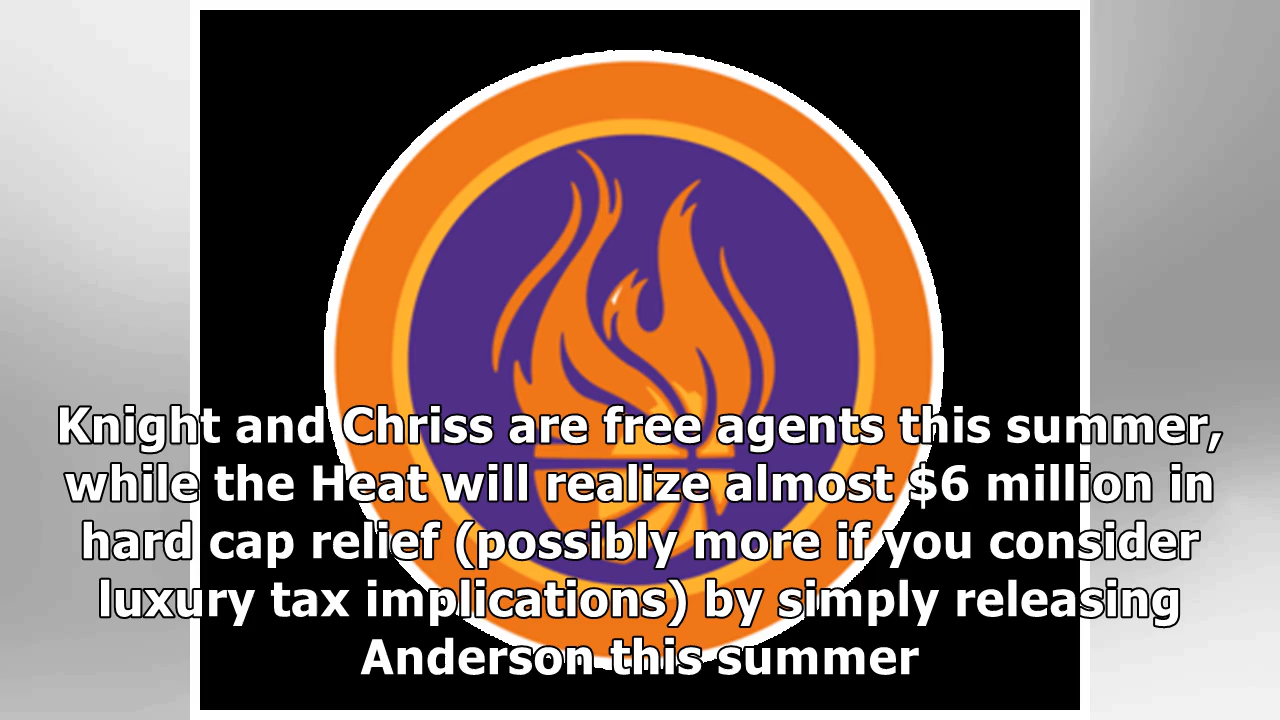 Knight and Chriss are free agents this summer,
while the Heat will realize almost $6 million in
hard cap relief (possibly more if you consider
luxury tax implications) by simply releasing
Anderson this summer